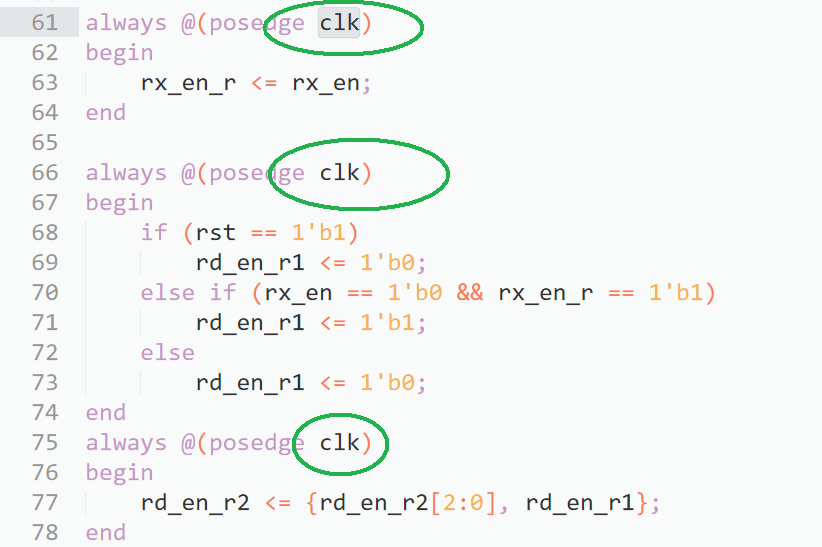 61 always @(posedge clk)
62 begin
63     rx_en_r <= rx_en;
64 end
65
66 always @(posedge clk)
67 begin
68     if (rst == 1'b1)
69         rd_en_r1 <= 1'b0;
70     else if (rx_en == 1'b0 && rx_en_r == 1'b1)
71         rd_en_r1 <= 1'b1;
72     else
73         rd_en_r1 <= 1'b0;
74 end
75 always @(posedge clk)
76 begin
77     rd_en_r2 <= {rd_en_r2[2:0], rd_en_r1};
78 end